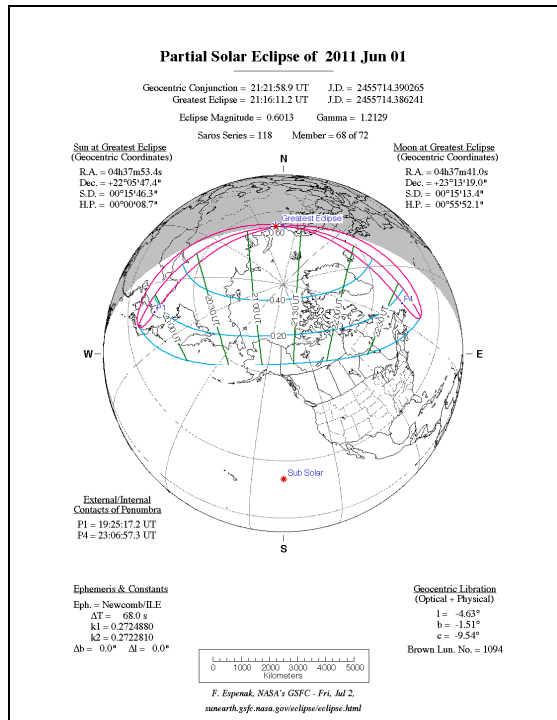 Partial Solar Eclipse of 2011 Jun 01
Geocentric Conjunction = 21:21:58.9 UT J.D. = 2455714.390265
Greatest Eclipse = 21:16:11.2 UT J.D. = 2455714.386241
Eclipse Magnitude = 0.6013 Gamma = 1.2129
Saros Series = 118 Member = 68 of 72
Sun at Greatest Eclipse
(Geocentric Coordinates)
R.A. = 04h37m53.4s
Dec. = +22°05'47.4"
S.D. = 00°15'46.3"
H.P. = 00°00'08.7"
Moon at Greatest Eclipse
(Geocentric Coordinates)
R.A. = 04h37m41.0s
Dec. = +23°13'19.0"
S.D. = 00°15'13.4"
H.P. = 00°55'52.1"
N
Greatest Eclipse
0.60
0.40
P1
P4
0.20
W
E
Sub Solar
S
External/Internal
Contacts of Penumbra
P1 = 19:25:17.2 UT
P4 = 23:06:57.3 UT
Ephemeris & Constants
Eph. = Newcomb/ILE
ΔT = 68.0 s
k1 = 0.2724880
k2 = 0.2722810
Δb = 0.0" Δl = 0.0"
Geocentric Libration
(Optical + Physical)
l = -4.63°
b = -1.51°
c = -9.54°
Brown Lun. No. = 1094
0 1000 2000 3000 4000 5000
Kilometers
F. Espenak, NASA's GSFC - Fri, Jul 2,
sunearth.gsfc.nasa.gov/eclipse/eclipse.html